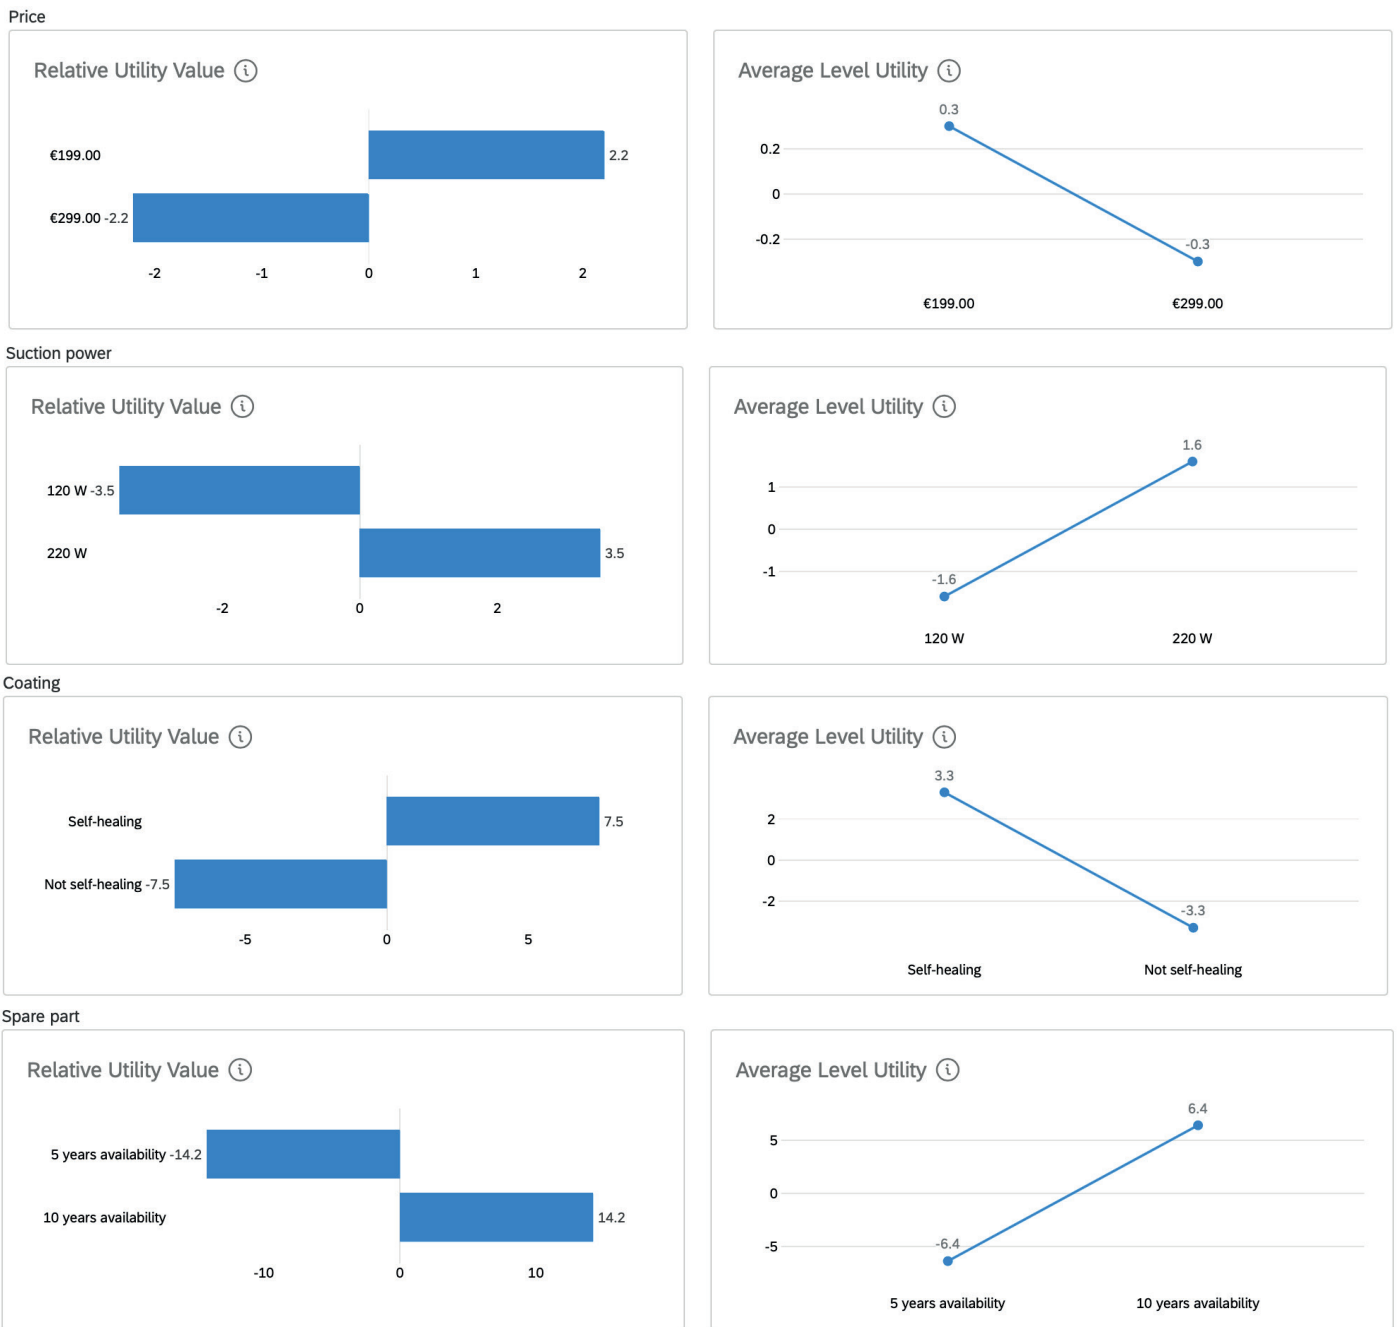 Price
Relative Utility Value
€199.00
2.2
€299.00 -2.2
-2 -1 0 1 2
Average Level Utility
0.3
0.2
0
-0.2
-0.3
€199.00 €299.00
Suction power
Relative Utility Value
120 W -3.5
220 W
3.5
-2 0 2
Average Level Utility
1.6
1
0
-1
-1.6
120 W 220 W
Coating
Relative Utility Value
Self-healing
7.5
Not self-healing -7.5
-5 0 5
Average Level Utility
3.3
2
0
-2
-3.3
Self-healing Not self-healing
Spare part
Relative Utility Value
5 years availability -14.2
10 years availability
14.2
-10 0 10
Average Level Utility
6.4
5
0
-5
-6.4
5 years availability 10 years availability